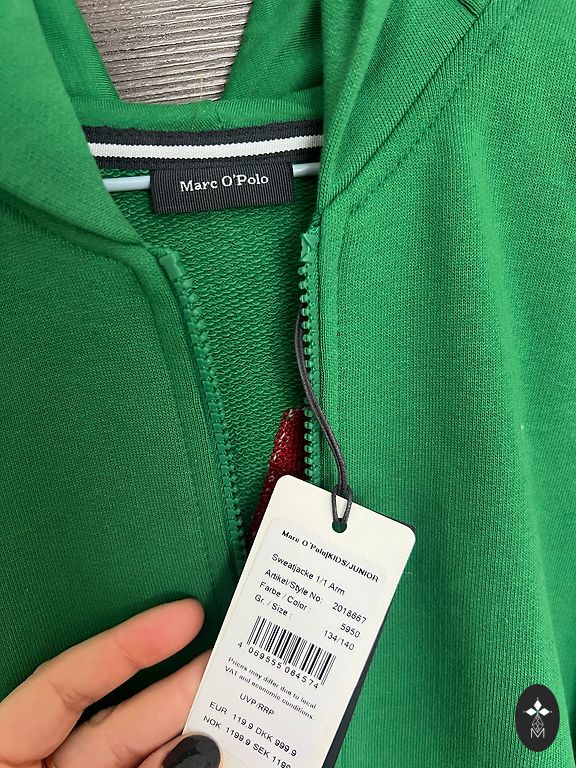 Marc O'Polo
Marc O'Polo|KIDS/JUNIOR
Sweatjacke 1/1 Arm
Artikel/Style No: 2018667
Farbe / Color : 5950
Gr. / Size : 134/140
4 069555 084574
Prices may differ due to local
VAT and economic conditions.
UVP/RRP
EUR 119.9 DKK 999.9
NOK 1199.9 SEK
M